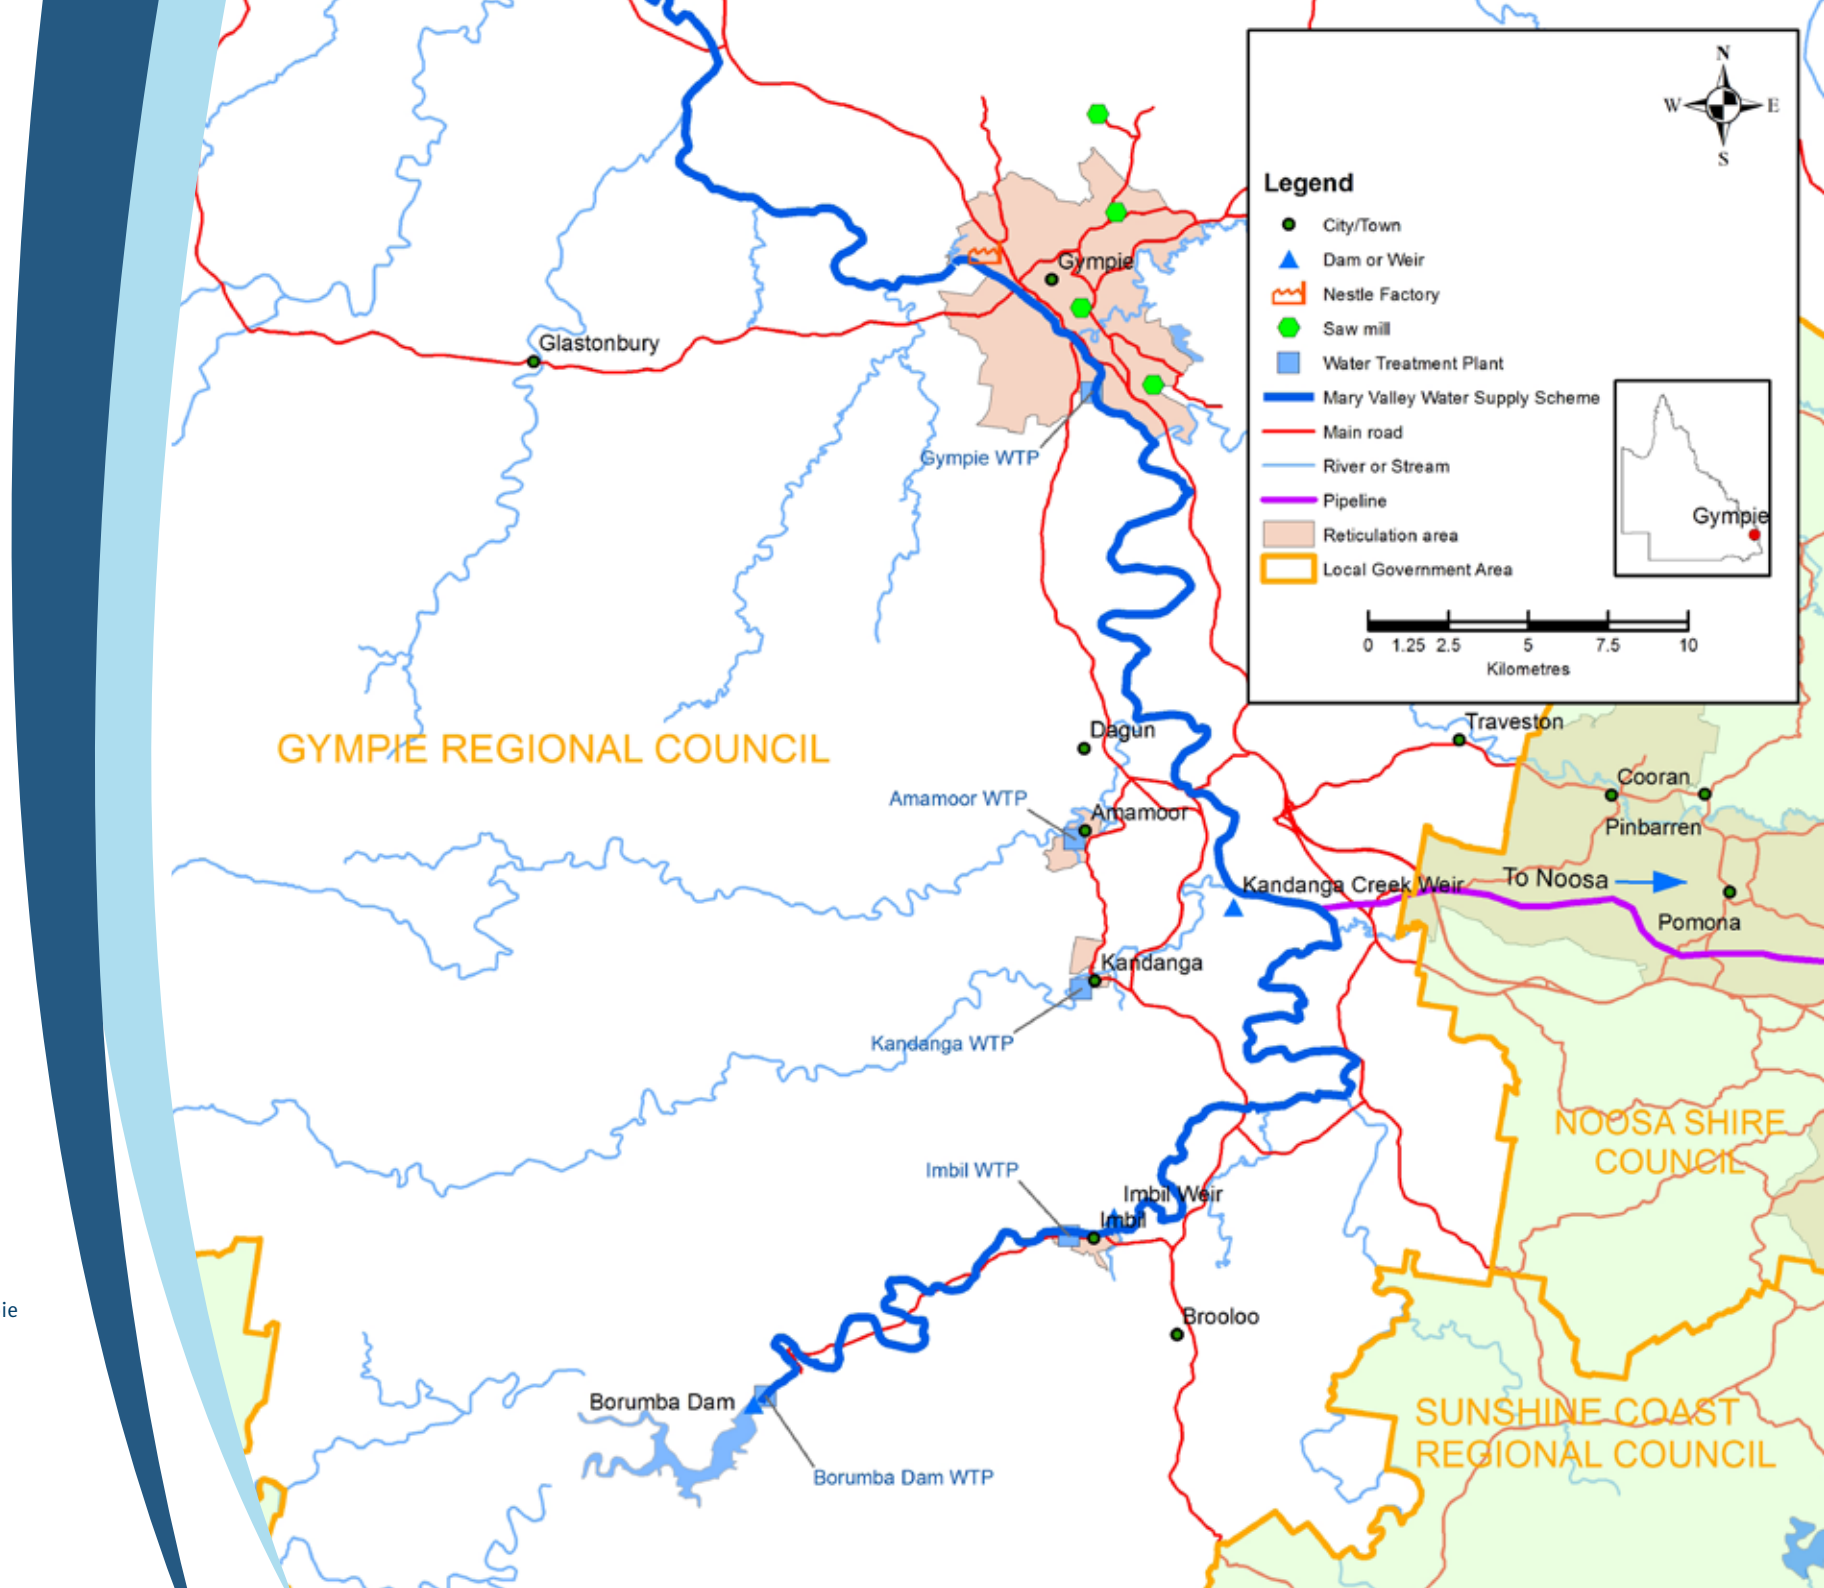 N
W E
S
Legend
City/Town
Dam or Weir
Nestle Factory
Saw mill
Water Treatment Plant
Mary Valley Water Supply Scheme
Main road
River or Stream
Pipeline
Reticulation area
Local Government Area
Gympie
0 1.25 2.5 5 7.5 10
Kilometres
Gympie
Glastonbury
Gympie WTP
GYMPIE REGIONAL COUNCIL
Dagun
Traveston
Cooran
Amamoor WTP
Amamoor
Pinbarren
Kandanga Creek Weir
To Noosa
Pomona
Kandanga
Kandanga WTP
NOOSA SHIRE
COUNCIL
Imbil WTP
Imbil Weir
Imbil
ie
Brooloo
Borumba Dam
SUNSHINE COAST
REGIONAL COUNCIL
Borumba Dam WTP